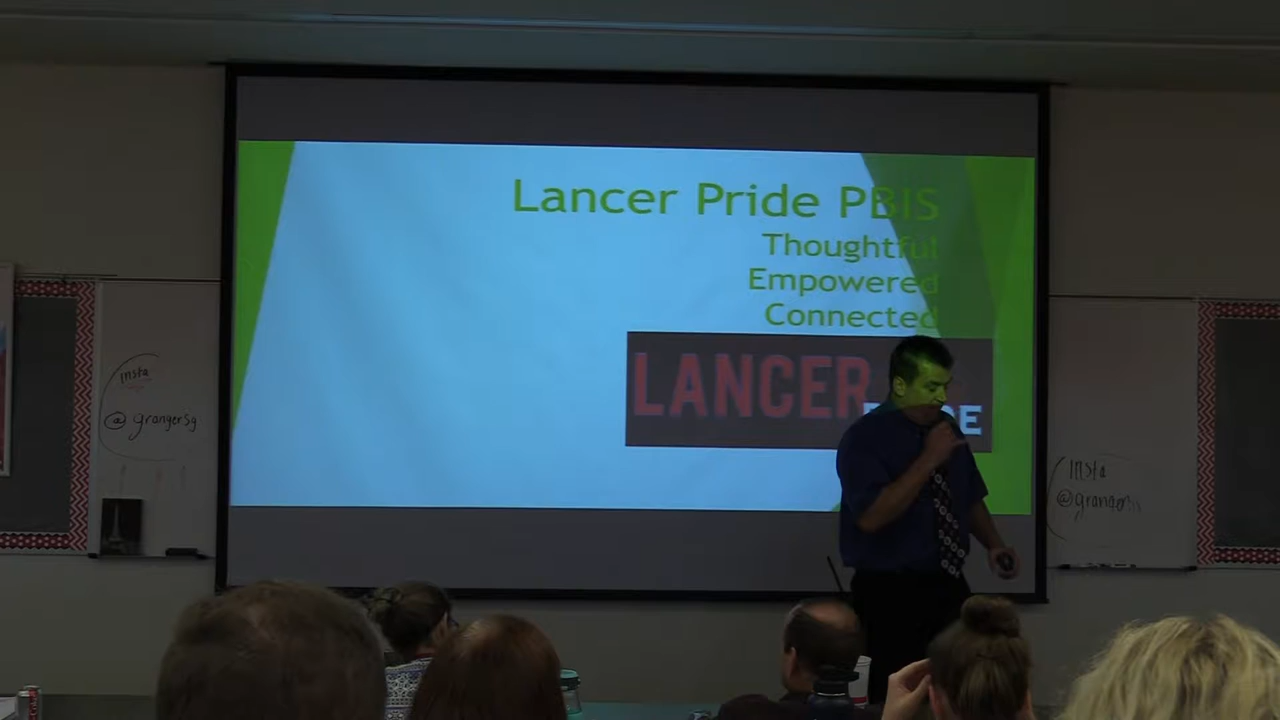 Lancer Pride PBIS
Thoughtful
Empowered
Connected
LANCER
Insta
@grangersg
Insta